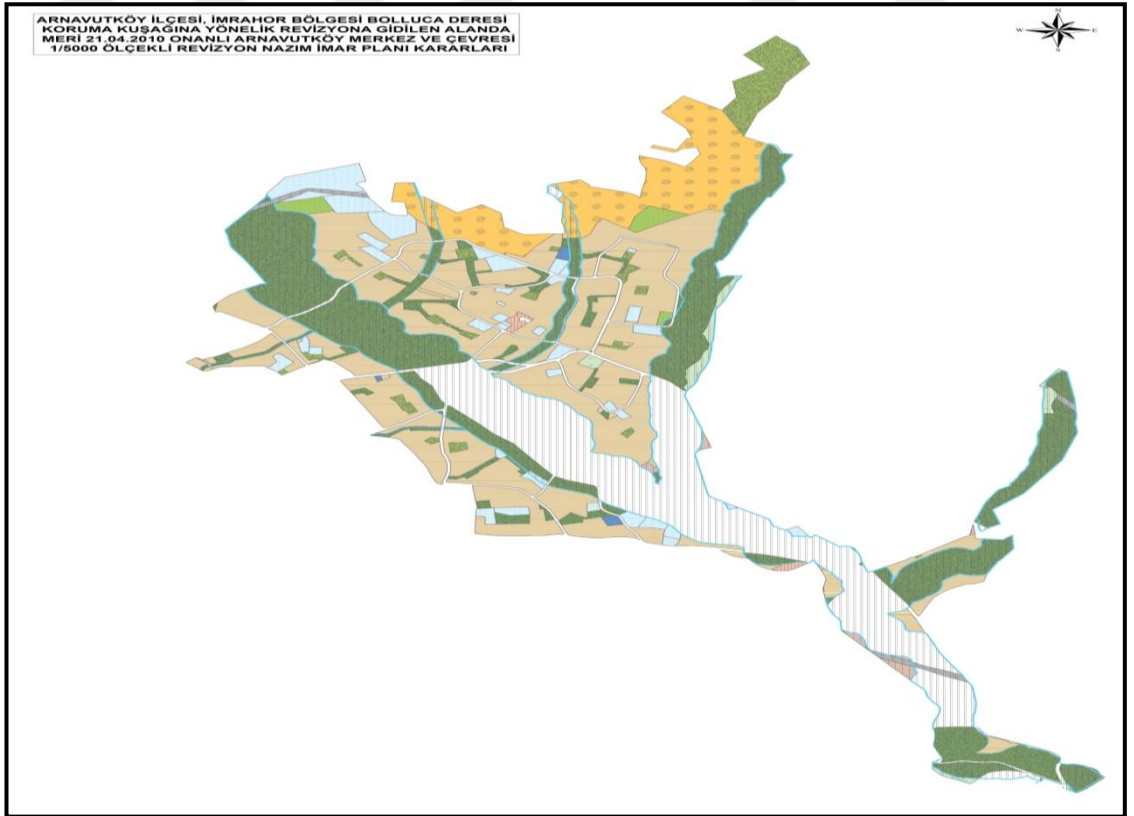 ARNAVUTKÖY İLÇESİ, İMRAHOR BÖLGESİ BOLLUCA DERESİ
KORUMA KUŞAĞINA YÖNELİK REVİZYONA GİDİLEN ALANDA
MERİ 21.04.2010 ONANLI ARNAVUTKÖY MERKEZ VE ÇEVRESİ
1/5000 ÖLÇEKLİ REVİZYON NAZIM İMAR PLANI KARARLARI
N
W
E
S